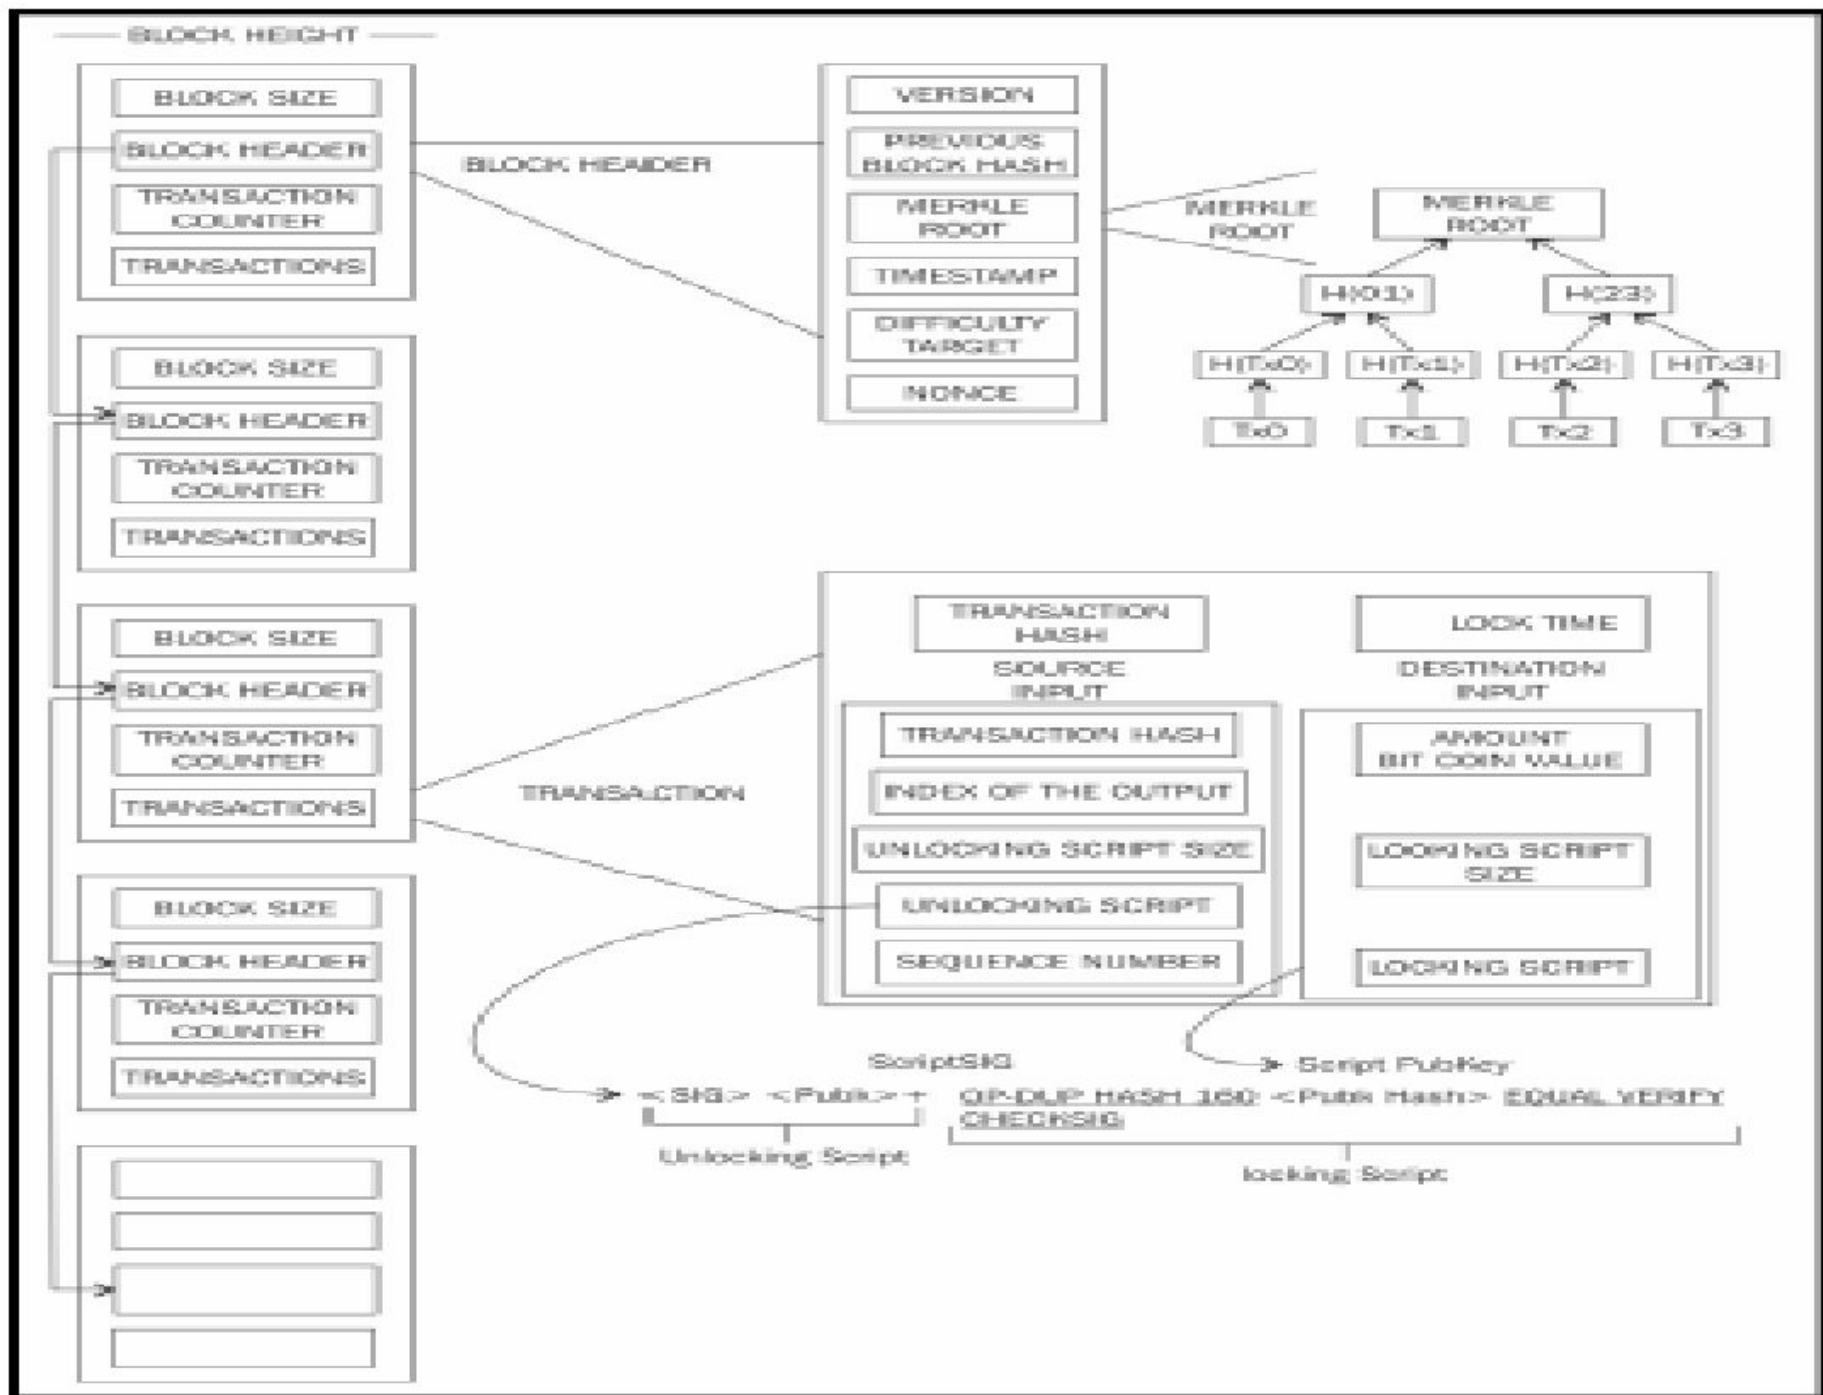 BLOCK HEIGHT
BLOCK SIZE
BLOCK HEADER
TRANSACTION
COUNTER
TRANSACTIONS
BLOCK SIZE
BLOCK HEADER
TRANSACTION
COUNTER
TRANSACTIONS
BLOCK SIZE
BLOCK HEADER
TRANSACTION
COUNTER
TRANSACTIONS
BLOCK SIZE
BLOCK HEADER
TRANSACTION
COUNTER
TRANSACTIONS
BLOCK HEADER
VERSION
PREVIOUS
BLOCK HASH
MERKLE
ROOT
TIMESTAMP
DIFFICULTY
TARGET
NONCE
MERKLE
ROOT
MERKLE
ROOT
H(01)
H(23)
H(Tx0)
H(Tx1)
H(Tx2)
H(Tx3)
Tx0
Tx1
Tx2
Tx3
TRANSACTION
TRANSACTION
HASH
LOCK TIME
SOURCE
INPUT
DESTINATION
INPUT
TRANSACTION HASH
INDEX OF THE OUTPUT
UNLOCKING SCRIPT SIZE
UNLOCKING SCRIPT
SEQUENCE NUMBER
AMOUNT
BIT COIN VALUE
LOOKING SCRIPT
SIZE
LOCKING SCRIPT
ScriptSIG
Script PubKey
<SIG> <Pubk> + OP-DUP HASH 160 <Pubk Hash> EQUAL VERIFY
CHECKSIG
Unlocking Script
locking Script